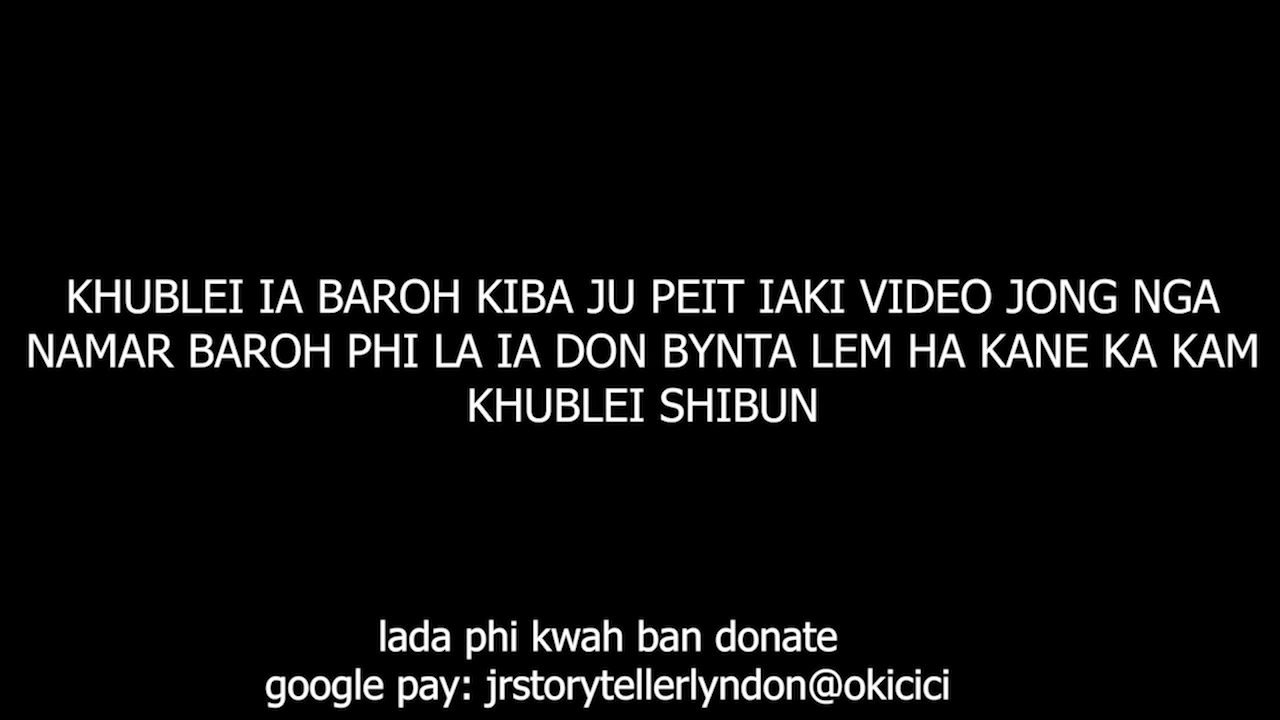 KHUBLEI IA BAROH KIBA JU PEIT IAKI VIDEO JONG NGA
NAMAR BAROH PHI LA IA DON BYNTA LEM HA KANE KA KAM
KHUBLEI SHIBUN
lada phi kwah ban donate
google pay: jrstorytellerlyndon@okicici